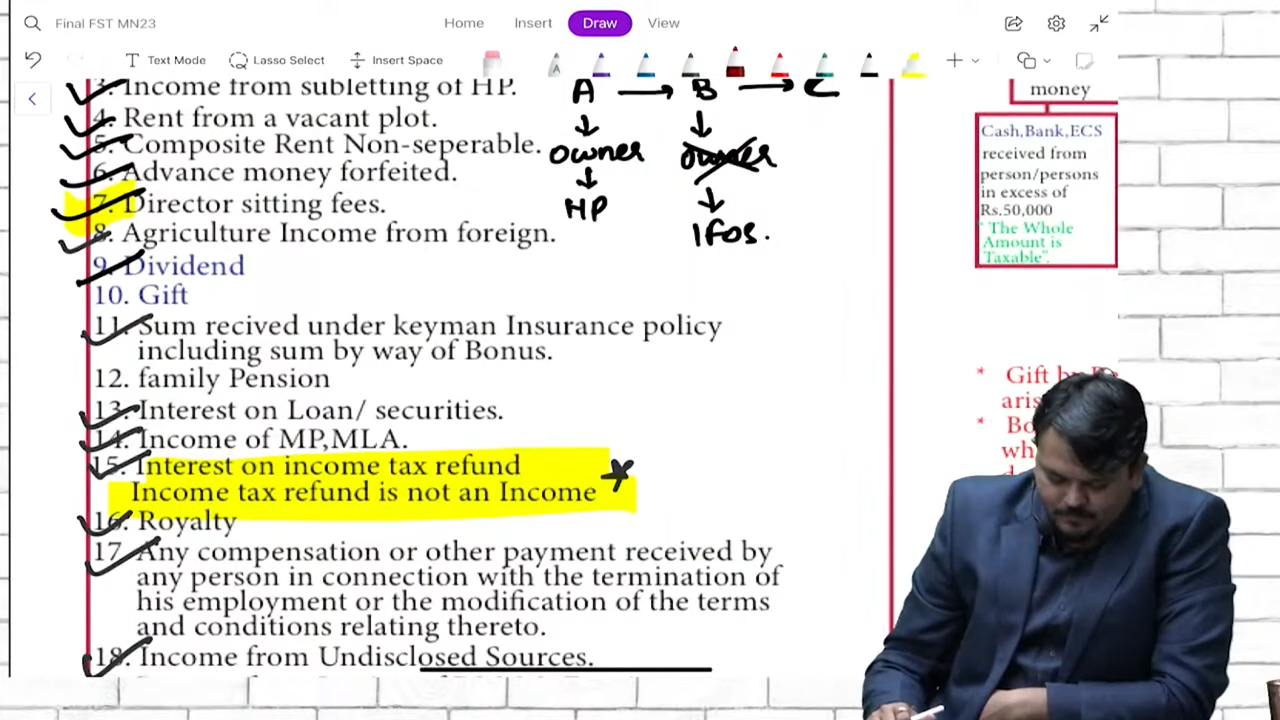 Final FST MN23
Home Insert Draw View
Text Mode Lasso Select Insert Space
3. Income from subletting of HP.
4. Rent from a vacant plot.
5. Composite Rent Non-seperable.
6. Advance money forfeited.
7. Director sitting fees.
8. Agriculture Income from foreign.
9. Dividend
10. Gift
11. Sum recived under keyman Insurance policy
including sum by way of Bonus.
12. family Pension
13. Interest on Loan/ securities.
14. Income of MP,MLA.
15. Interest on income tax refund
Income tax refund is not an Income
16. Royalty
17. Any compensation or other payment received by
any person in connection with the termination of
his employment or the modification of the terms
and conditions relating thereto.
18. Income from Undisclosed Sources.
A → B → C
↓ ↓
owner owner
↓ ↓
HP IFOS.
money
Cash,Bank,ECS
received from
person/persons
in excess of
Rs.50,000
" The Whole
Amount is
Taxable".
* Gift by
aris
* Bo
wh